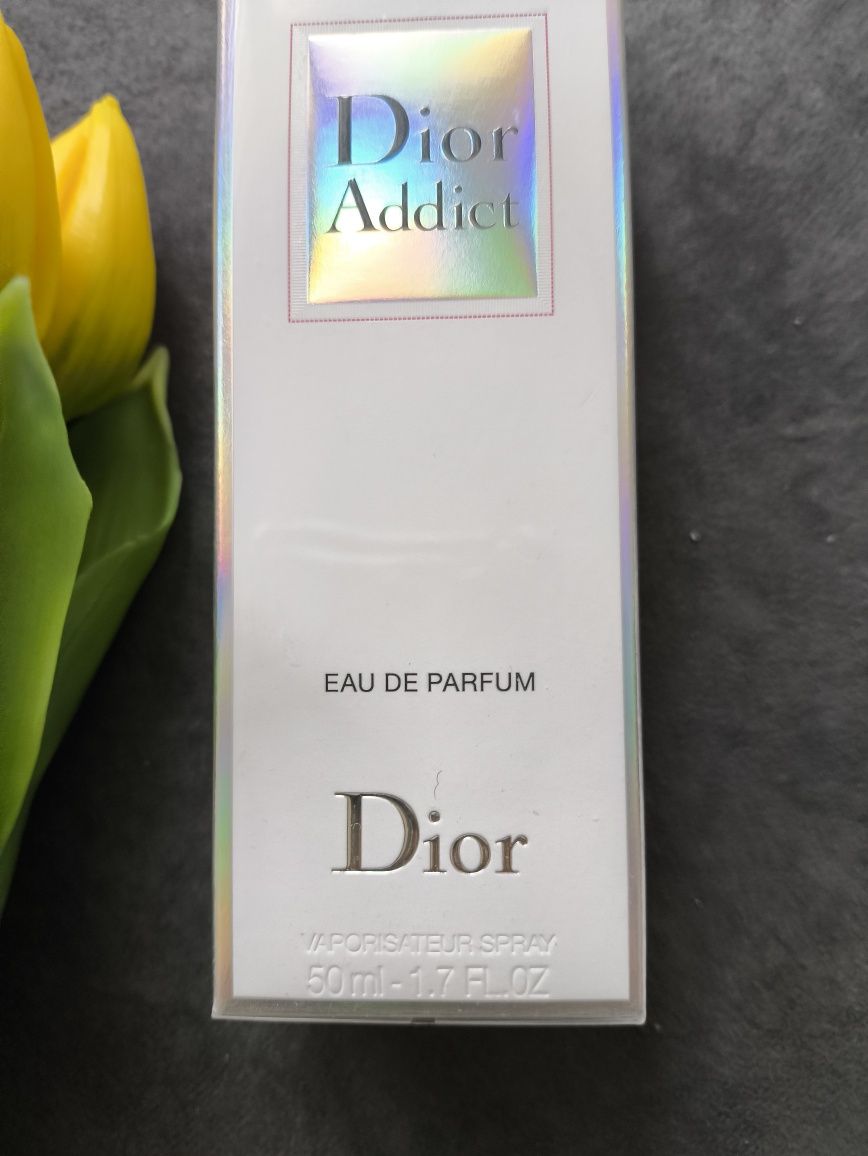 Dior
Addict
EAU DE PARFUM
Dior
VAPORISATEUR SPRAY
50 ml - 1.7 FL.OZ